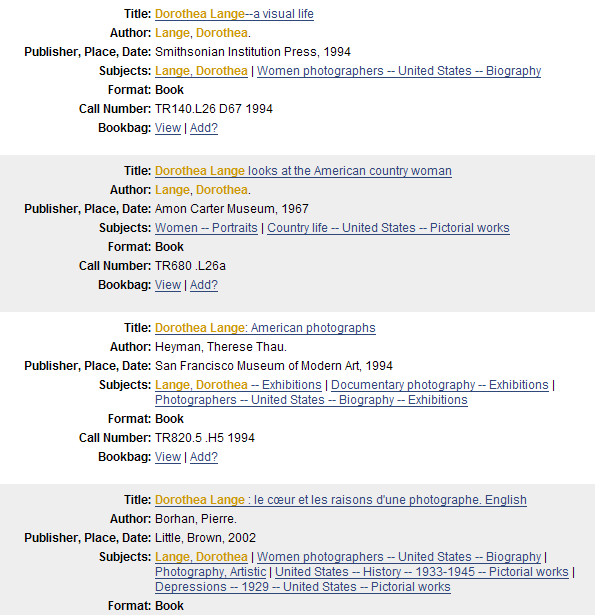 Title: Dorothea Lange--a visual life
Author: Lange, Dorothea.
Publisher, Place, Date: Smithsonian Institution Press, 1994
Subjects: Lange, Dorothea | Women photographers -- United States -- Biography
Format: Book
Call Number: TR140.L26 D67 1994
Bookbag: View | Add?
Title: Dorothea Lange looks at the American country woman
Author: Lange, Dorothea.
Publisher, Place, Date: Amon Carter Museum, 1967
Subjects: Women -- Portraits | Country life -- United States -- Pictorial works
Format: Book
Call Number: TR680 .L26a
Bookbag: View | Add?
Title: Dorothea Lange: American photographs
Author: Heyman, Therese Thau.
Publisher, Place, Date: San Francisco Museum of Modern Art, 1994
Subjects: Lange, Dorothea -- Exhibitions | Documentary photography -- Exhibitions |
Photographers -- United States -- Biography -- Exhibitions
Format: Book
Call Number: TR820.5 .H5 1994
Bookbag: View | Add?
Title: Dorothea Lange : le cœur et les raisons d'une photographe. English
Author: Borhan, Pierre.
Publisher, Place, Date: Little, Brown, 2002
Subjects: Lange, Dorothea | Women photographers -- United States -- Biography |
Photography, Artistic | United States -- History -- 1933-1945 -- Pictorial works |
Depressions -- 1929 -- United States -- Pictorial works
Format: Book